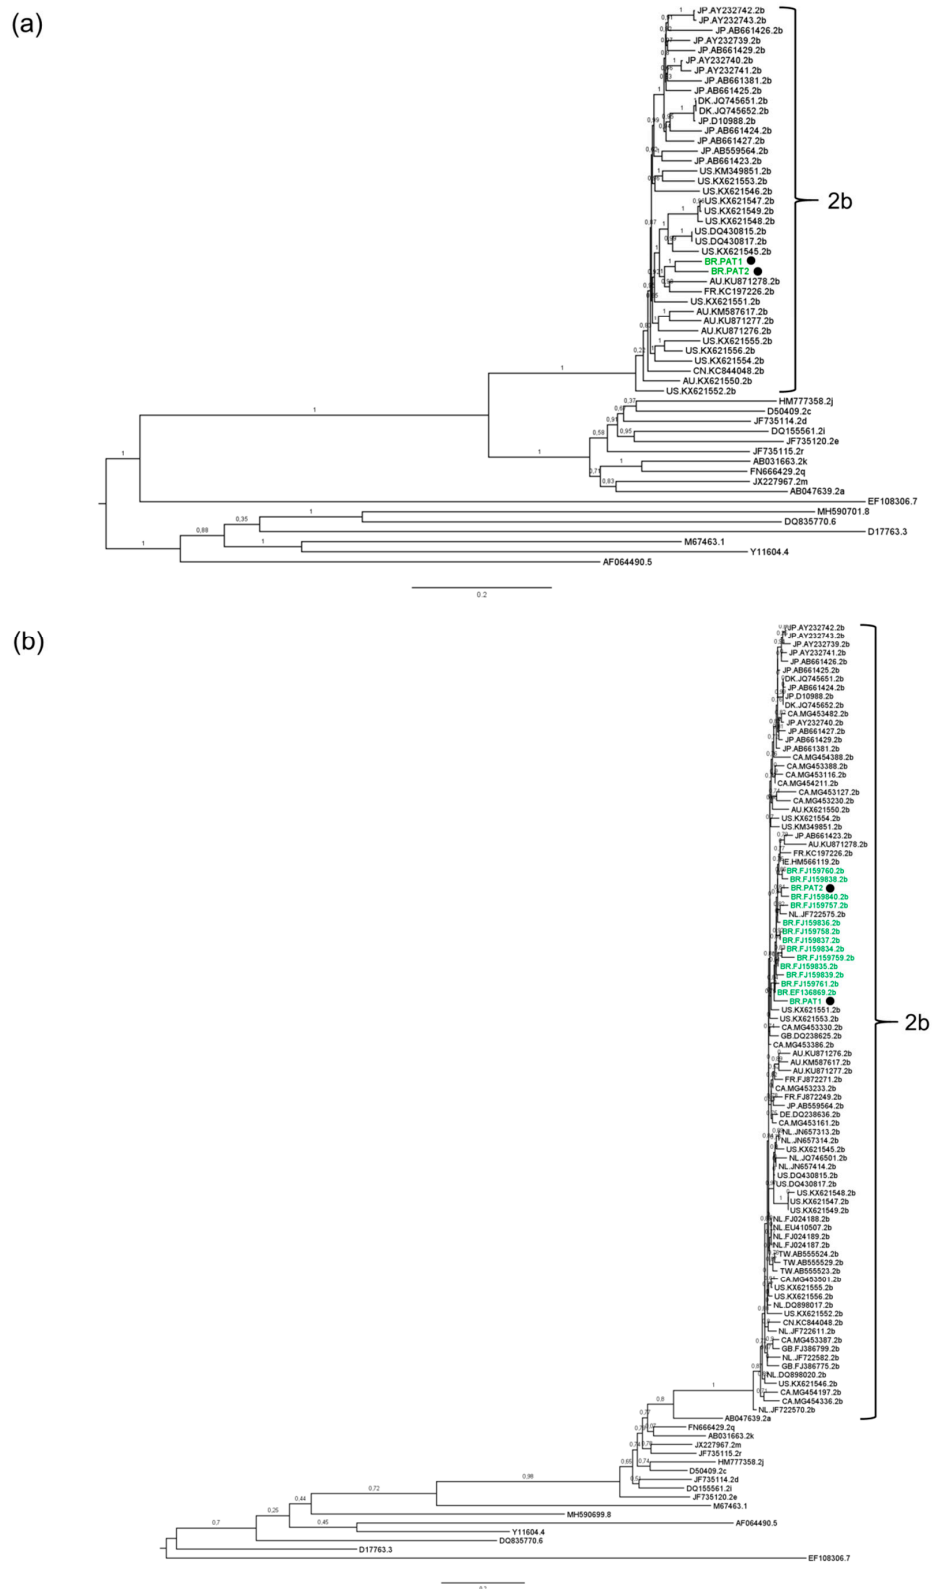 (a)
JP.AY232742.2b
JP.AY232743.2b
JP.AB661426.2b
JP.AY232739.2b
JP.AB661429.2b
JP.AY232740.2b
JP.AY232741.2b
JP.AB661381.2b
JP.AB661425.2b
DK.JQ745651.2b
DK.JQ745652.2b
JP.D10988.2b
JP.AB661424.2b
JP.AB661427.2b
JP.AB559564.2b
JP.AB661423.2b
US.KM349851.2b
US.KX621553.2b
US.KX621546.2b
US.KX621547.2b
US.KX621549.2b
US.KX621548.2b
US.DQ430815.2b
US.DQ430817.2b
US.KX621545.2b
BR.PAT1
BR.PAT2
AU.KU871278.2b
FR.KC197226.2b
US.KX621551.2b
AU.KM587617.2b
AU.KU871277.2b
AU.KU871276.2b
US.KX621555.2b
US.KX621556.2b
US.KX621554.2b
CN.KC844048.2b
AU.KX621550.2b
US.KX621552.2b
2b
HM777358.2j
D50409.2c
JF735114.2d
DQ155561.2i
JF735120.2e
JF735115.2r
AB031663.2k
FN666429.2q
JX227967.2m
AB047639.2a
EF108306.7
MH590701.8
DQ835770.6
D17763.3
M67463.1
Y11604.4
AF064490.5
0.2
(b)
JP.AY232742.2b
JP.AY232743.2b
JP.AY232739.2b
JP.AY232741.2b
JP.AB661426.2b
JP.AB661425.2b
DK.JQ745651.2b
JP.AB661424.2b
JP.D10988.2b
DK.JQ745652.2b
CA.MG453482.2b
JP.AY232740.2b
JP.AB661427.2b
JP.AB661429.2b
JP.AB661381.2b
CA.MG454388.2b
CA.MG453388.2b
CA.MG453116.2b
CA.MG454211.2b
CA.MG453127.2b
CA.MG453230.2b
AU.KX621550.2b
US.KX621554.2b
US.KM349851.2b
JP.AB661423.2b
AU.KU871278.2b
FR.KC197226.2b
IE.HM566119.2b
BR.FJ159760.2b
BR.FJ159838.2b
BR.PAT2
BR.FJ159840.2b
BR.FJ159757.2b
NL.JF722575.2b
BR.FJ159836.2b
BR.FJ159758.2b
BR.FJ159837.2b
BR.FJ159834.2b
BR.FJ159759.2b
BR.FJ159835.2b
BR.FJ159839.2b
BR.FJ159761.2b
BR.EF136869.2b
BR.PAT1
US.KX621551.2b
US.KX621553.2b
CA.MG453330.2b
GB.DQ238625.2b
CA.MG453386.2b
AU.KU871276.2b
AU.KM587617.2b
AU.KU871277.2b
FR.FJ872271.2b
CA.MG453233.2b
FR.FJ872249.2b
JP.AB559564.2b
DE.DQ238636.2b
CA.MG453161.2b
NL.JN657313.2b
NL.JN657314.2b
US.KX621545.2b
NL.JQ746501.2b
NL.JN657414.2b
US.DQ430815.2b
US.DQ430817.2b
US.KX621548.2b
US.KX621547.2b
US.KX621549.2b
NL.FJ024188.2b
NL.EU410507.2b
NL.FJ024189.2b
NL.FJ024187.2b
TW.AB555524.2b
TW.AB555529.2b
TW.AB555523.2b
CA.MG453501.2b
US.KX621555.2b
US.KX621556.2b
NL.DQ898017.2b
US.KX621552.2b
CN.KC844048.2b
NL.JF722611.2b
CA.MG453387.2b
GB.FJ386799.2b
NL.JF722582.2b
GB.FJ386775.2b
NL.DQ898020.2b
US.KX621546.2b
CA.MG454197.2b
CA.MG454336.2b
NL.JF722570.2b
2b
AB047639.2a
FN666429.2q
AB031663.2k
JX227967.2m
JF735115.2r
HM777358.2j
D50409.2c
JF735114.2d
DQ155561.2i
JF735120.2e
M67463.1
MH590699.8
AF064490.5
Y11604.4
DQ835770.6
D17763.3
EF108306.7